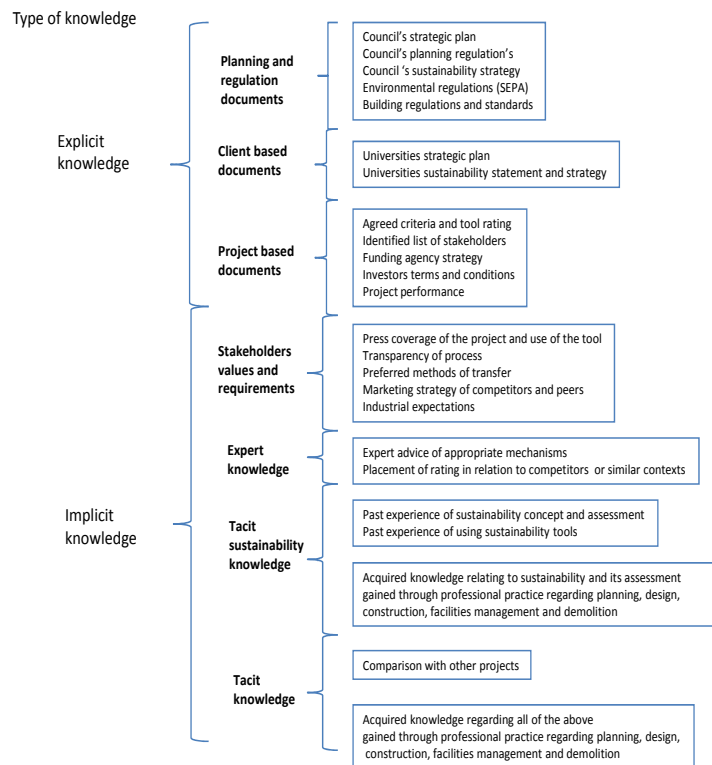 Type of knowledge
Explicit
knowledge
Planning and
regulation
documents
Council's strategic plan
Council's planning regulation's
Council 's sustainability strategy
Environmental regulations (SEPA)
Building regulations and standards
Client based
documents
Universities strategic plan
Universities sustainability statement and strategy
Project based
documents
Agreed criteria and tool rating
Identified list of stakeholders
Funding agency strategy
Investors terms and conditions
Project performance
Implicit
knowledge
Stakeholders
values and
requirements
Press coverage of the project and use of the tool
Transparency of process
Preferred methods of transfer
Marketing strategy of competitors and peers
Industrial expectations
Expert
knowledge
Expert advice of appropriate mechanisms
Placement of rating in relation to competitors or similar contexts
Tacit
sustainability
knowledge
Past experience of sustainability concept and assessment
Past experience of using sustainability tools
Acquired knowledge relating to sustainability and its assessment
gained through professional practice regarding planning, design,
construction, facilities management and demolition
Tacit
knowledge
Comparison with other projects
Acquired knowledge regarding all of the above
gained through professional practice regarding planning, design,
construction, facilities management and demolition